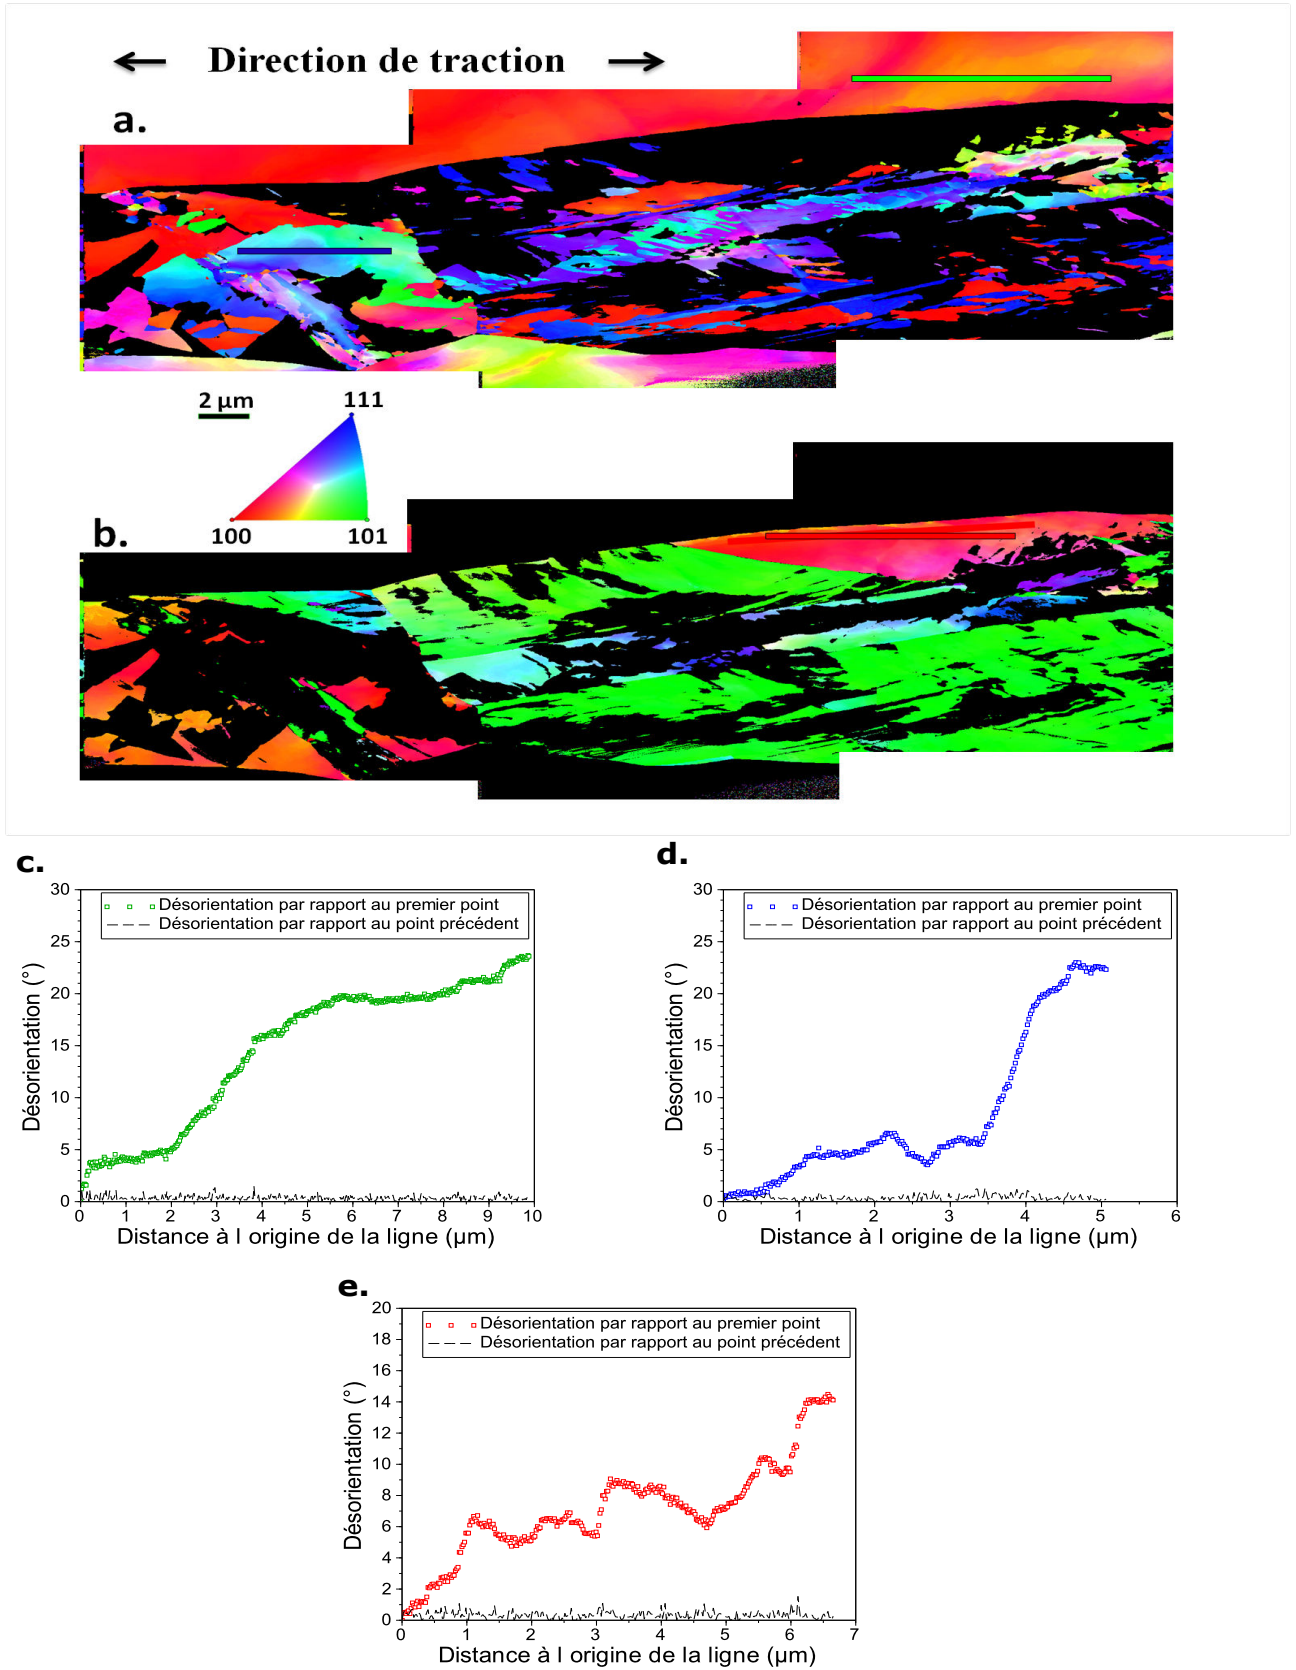 Direction de traction
a.
2 µm
111
100
101
b.
c.
30
25
20
15
10
5
0
Désorientation (°)
Désorientation par rapport au premier point
Désorientation par rapport au point précédent
0 1 2 3 4 5 6 7 8 9 10
Distance à l origine de la ligne (µm)
d.
30
25
20
15
10
5
0
Désorientation (°)
Désorientation par rapport au premier point
Désorientation par rapport au point précédent
0 1 2 3 4 5 6
Distance à l origine de la ligne (µm)
e.
20
18
16
14
12
10
8
6
4
2
0
Désorientation (°)
Désorientation par rapport au premier point
Désorientation par rapport au point précédent
0 1 2 3 4 5 6 7
Distance à l origine de la ligne (µm)